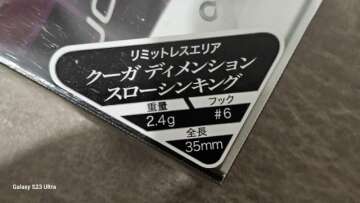 リミットレスエリア
クーガ ディメンション
スローシンキング
重量 フック
2.4g #6
全長
35mm
Galaxy S23 Ultra